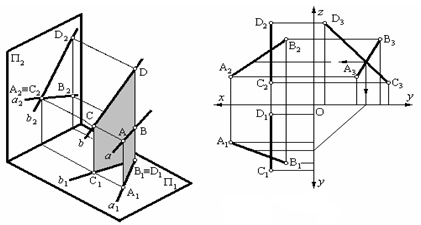 D₂
Π₂
A₂≡C₂
B₂
a₂
b₂
D
C
A
B
b
a
b₁
C₁
B₁≡D₁
A₁
a₁
Π₁
D₂
z
D₃
B₂
B₃
A₂
A₃
C₂
C₃
x
O
y
D₁
A₁
B₁
C₁
y